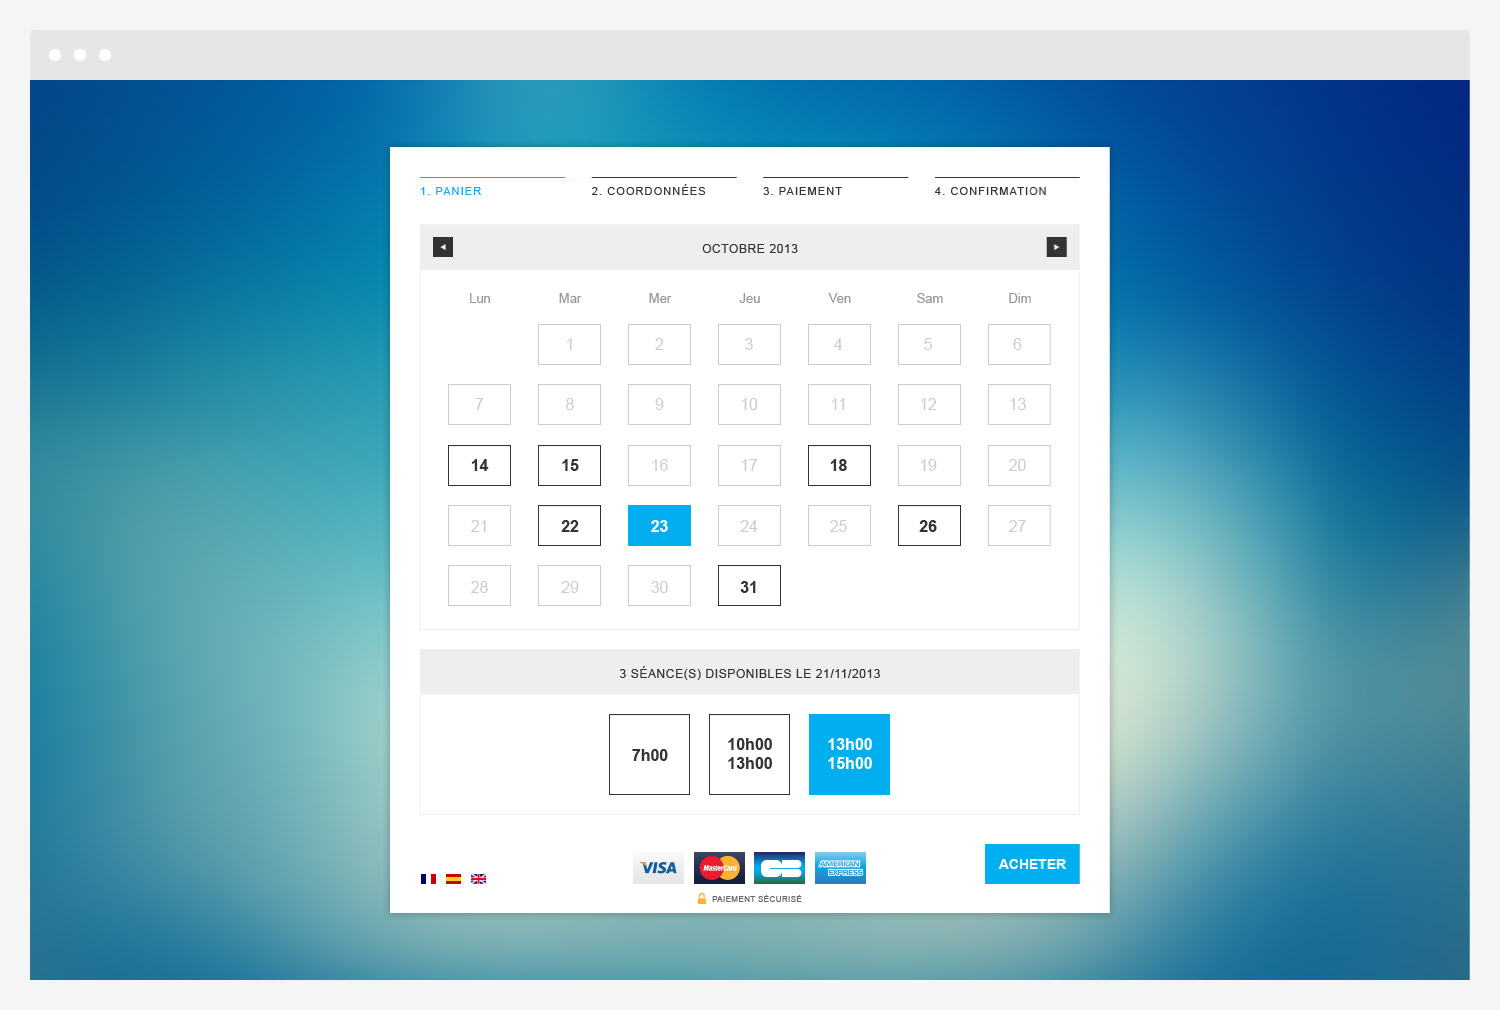 1. PANIER 2. COORDONNÉES 3. PAIEMENT 4. CONFIRMATION
OCTOBRE 2013
Lun Mar Mer Jeu Ven Sam Dim
1 2 3 4 5 6
7 8 9 10 11 12 13
14 15 16 17 18 19 20
21 22 23 24 25 26 27
28 29 30 31
3 SÉANCE(S) DISPONIBLES LE 21/11/2013
7h00
10h00
13h00
13h00
15h00
VISA MasterCard CB AMERICAN EXPRESS
ACHETER
PAIEMENT SÉCURISÉ